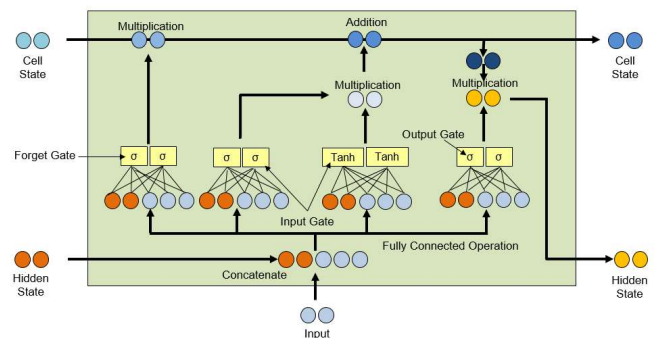 Multiplication
Addition
Cell
State
Cell
State
Multiplication
Multiplication
Output Gate
Forget Gate
σ σ
σ σ
Tanh Tanh
σ σ
Input Gate
Fully Connected Operation
Concatenate
Hidden
State
Hidden
State
Input